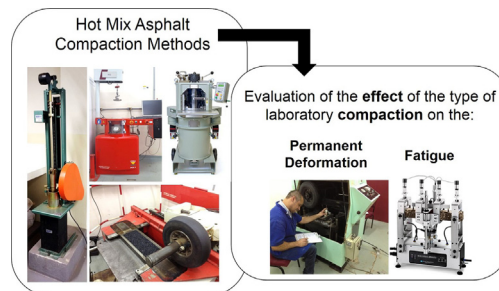 Hot Mix Asphalt
Compaction Methods
Evaluation of the effect of the type of
laboratory compaction on the:
Permanent
Deformation
Fatigue